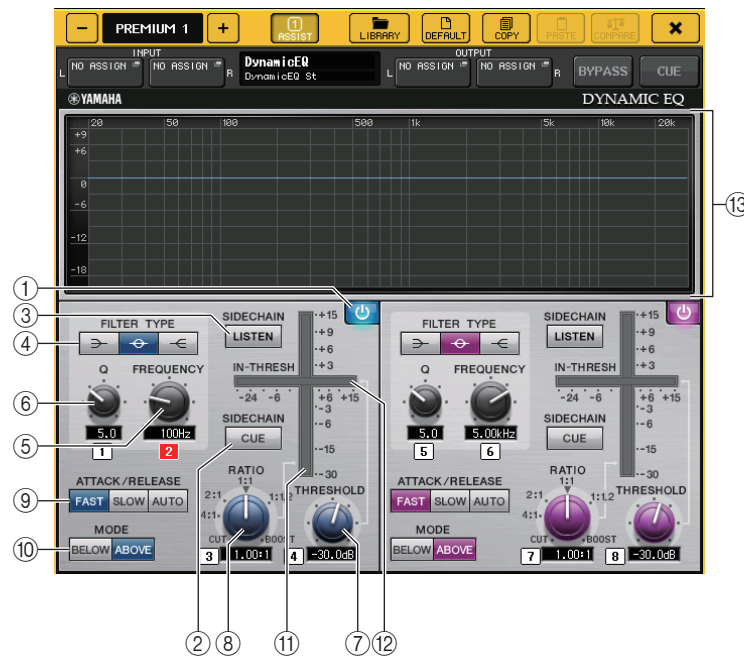 − PREMIUM 1 +
1 ASSIST
LIBRARY
DEFAULT
COPY
PASTE
COMPARE
INPUT
L NO ASSIGN NO ASSIGN R
DynamicEQ
DynamicEQ St
OUTPUT
L NO ASSIGN NO ASSIGN R
BYPASS
CUE
YAMAHA
DYNAMIC EQ
20 50 100 500 1k 5k 10k 20k
+9
+6
0
-6
-12
-18
⑬
①
③
④
⑥
⑤
⑨
⑩
FILTER TYPE
SIDECHAIN
LISTEN
+15
+9
+6
+3
Q FREQUENCY
IN-THRESH
-24 -6 +6 +15
-3
-6
-15
-30
5.0 100Hz
1 2
SIDECHAIN
CUE
ATTACK/RELEASE
FAST SLOW AUTO
RATIO
1:1
2:1 1:1.2
4:1
CUT BOOST
THRESHOLD
MODE
BELOW ABOVE
3 1.00:1 4 -30.0dB
FILTER TYPE
SIDECHAIN
LISTEN
+15
+9
+6
+3
Q FREQUENCY
IN-THRESH
-24 -6 +6 +15
-3
-6
-15
-30
5.0 5.00kHz
5 6
SIDECHAIN
CUE
ATTACK/RELEASE
FAST SLOW AUTO
RATIO
1:1
2:1 1:1.2
4:1
CUT BOOST
THRESHOLD
MODE
BELOW ABOVE
7 1.00:1 8 -30.0dB
② ⑧ ⑪ ⑦ ⑫